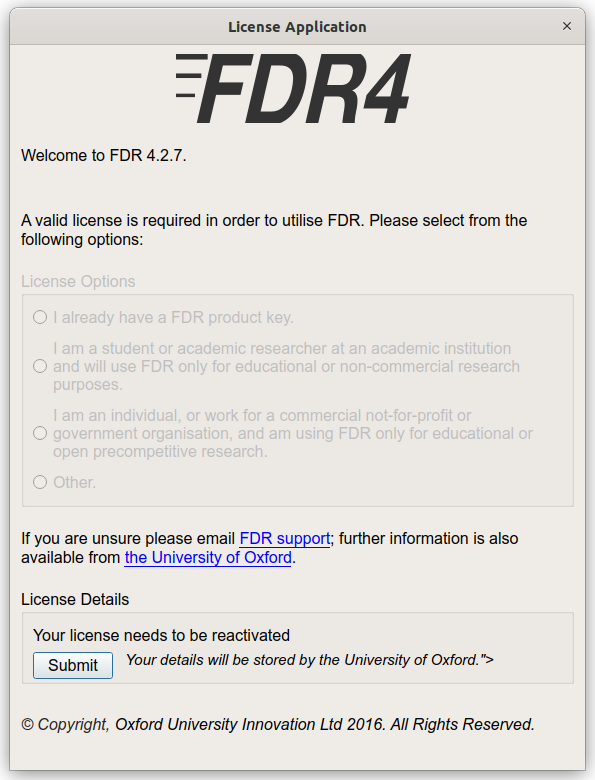 License Application
×
FDR4
Welcome to FDR 4.2.7.
A valid license is required in order to utilise FDR. Please select from the
following options:
License Options
I already have a FDR product key.
I am a student or academic researcher at an academic institution
and will use FDR only for educational or non-commercial research
purposes.
I am an individual, or work for a commercial not-for-profit or
government organisation, and am using FDR only for educational or
open precompetitive research.
Other.
If you are unsure please email FDR support; further information is also
available from the University of Oxford.
License Details
Your license needs to be reactivated
Submit Your details will be stored by the University of Oxford.">
© Copyright, Oxford University Innovation Ltd 2016. All Rights Reserved.